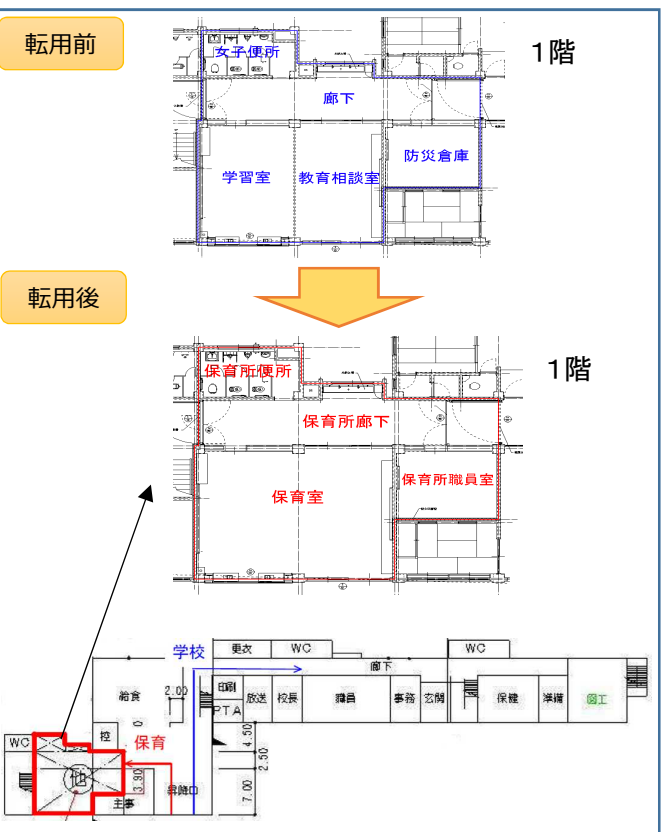 転用前
1階
女子便所
廊下
学習室
教育相談室
防災倉庫
転用後
1階
保育所便所
保育所廊下
保育室
保育所職員室
学校
更衣
WC
WC
廊下
給食
2.00
印刷
PTA
放送
校長
職員
事務
玄関
保健
準備
図工
WC
控
保育
4.50
2.50
7.00
3.90
他
主事
昇降口